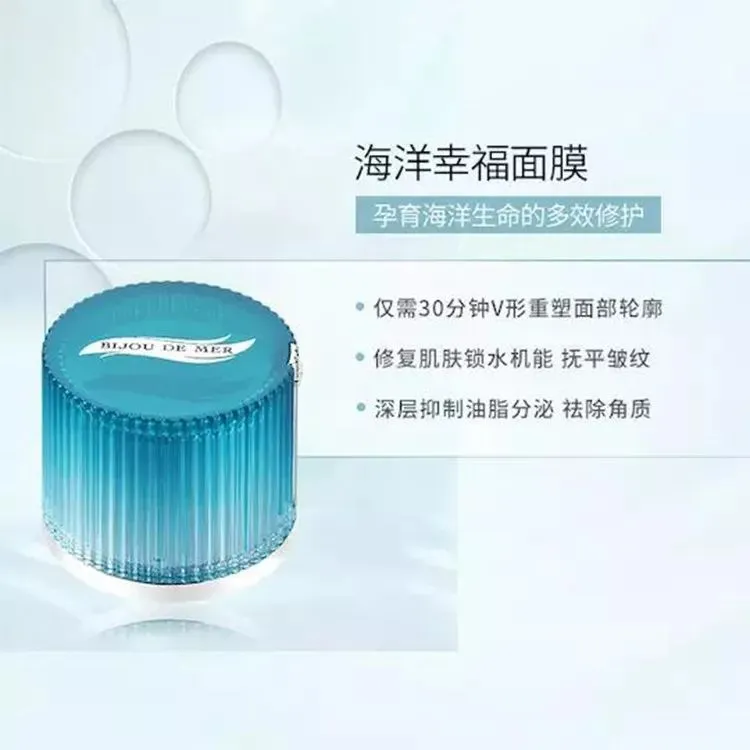 海洋幸福面膜
孕育海洋生命的多效修护
仅需30分钟V形重塑面部轮廓
BIJOU DE MER
修复肌肤锁水机能 抚平皱纹
深层抑制油脂分泌 祛除角质